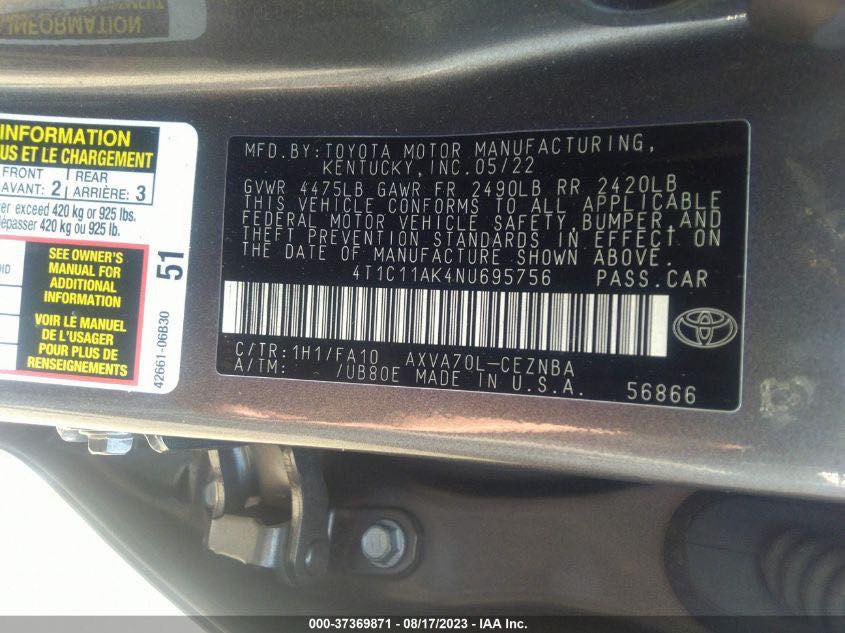 INFORMATION
INFORMATION
US ET LE CHARGEMENT
FRONT
AVANT: 2
REAR
ARRIÈRE: 3
er exceed 420 kg or 925 lbs.
dépasser 420 kg ou 925 lb.
SEE OWNER'S
MANUAL FOR
ADDITIONAL
INFORMATION
VOIR LE MANUEL
DE L'USAGER
POUR PLUS DE
RENSEIGNEMENTS
51
42661-06B30
MFD.BY:TOYOTA MOTOR MANUFACTURING,
KENTUCKY, INC.05/22
GVWR 4475LB GAWR FR 2490LB RR 2420LB
THIS VEHICLE CONFORMS TO ALL APPLICABLE
FEDERAL MOTOR VEHICLE SAFETY,BUMPER,AND
THEFT PREVENTION STANDARDS IN EFFECT ON
THE DATE OF MANUFACTURE SHOWN ABOVE.
4T1C11AK4NU695756 PASS.CAR
C/TR:1H1/FA10 AXVA70L-CEZNBA
A/TM: /UB80E MADE IN U.S.A.
56866
000-37369871 - 08/17/2023 - IAA Inc.